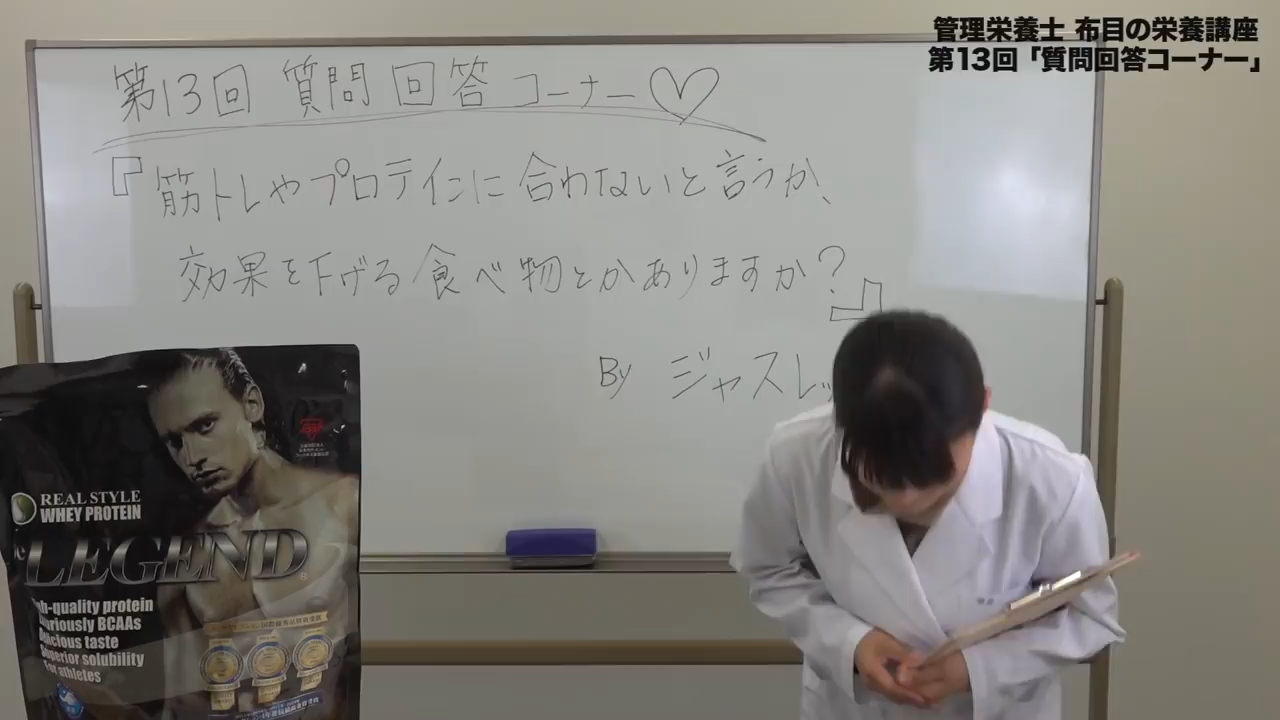 管理栄養士 布目の栄養講座
第13回「質問回答コーナー」
第13回 質問回答コーナー♡
『筋トレやプロテインに合わないと言うか、
効果を下げる食べ物とかありますか?』
By ジャスレ
REAL STYLE
WHEY PROTEIN
LEGEND
h-quality protein
uriously BCAAs
licious taste
perior solubility
For athletes